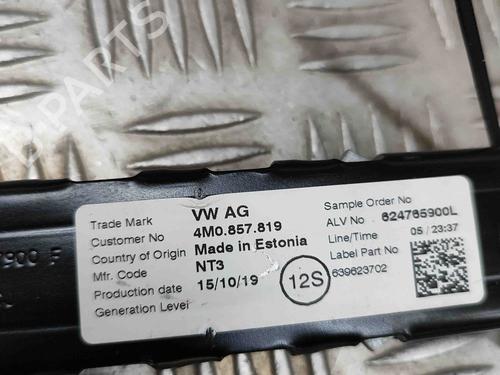 Trade Mark VW AG
Customer No 4M0.857.819
Country of Origin Made in Estonia
Mfr. Code NT3
Production date 15/10/19
Generation Level
12S
Sample Order No
ALV No 624765900L
Line/Time 05 / 23:37
Label Part No
639623702
PARTS